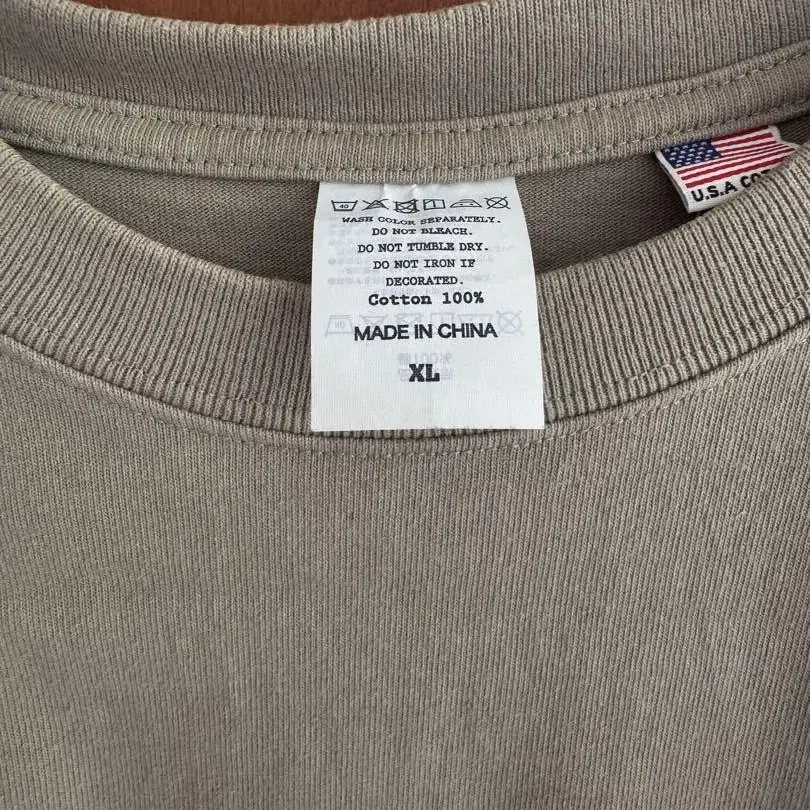 40
WASH COLOR SEPARATELY.
DO NOT BLEACH.
DO NOT TUMBLE DRY.
DO NOT IRON IF
DECORATED.
Cotton 100%
MADE IN CHINA
XL
U.S.A